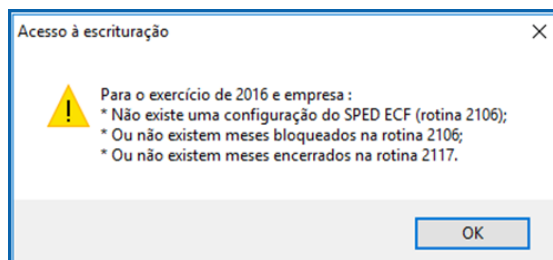 Acesso à escrituração
Para o exercício de 2016 e empresa :
* Não existe uma configuração do SPED ECF (rotina 2106);
* Ou não existem meses bloqueados na rotina 2106;
* Ou não existem meses encerrados na rotina 2117.
OK